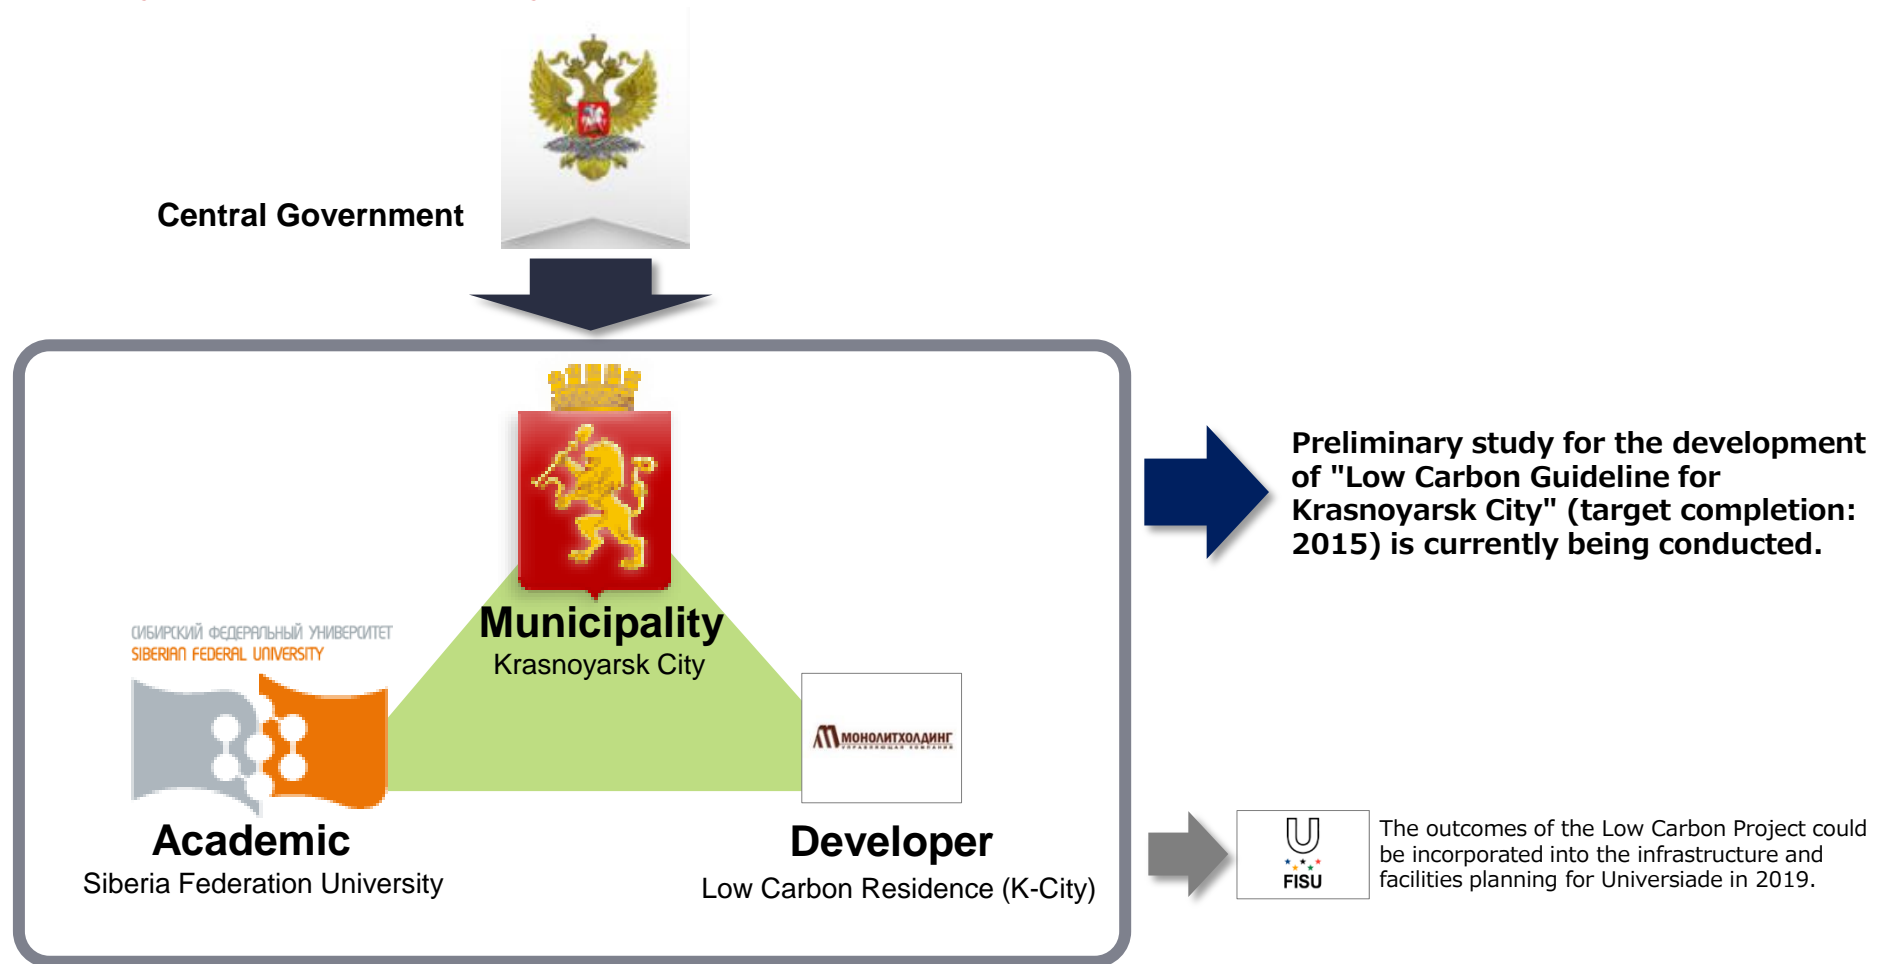 Central Government
Municipality
Krasnoyarsk City
СИБИРСКИЙ ФЕДЕРАЛЬНЫЙ УНИВЕРСИТЕТ
SIBERIAN FEDERAL UNIVERSITY
Academic
Siberia Federation University
МОНОЛИТХОЛДИНГ
УПРАВЛЯЮЩАЯ КОМПАНИЯ
Developer
Low Carbon Residence (K-City)
Preliminary study for the development
of "Low Carbon Guideline for
Krasnoyarsk City" (target completion:
2015) is currently being conducted.
FISU
The outcomes of the Low Carbon Project could
be incorporated into the infrastructure and
facilities planning for Universiade in 2019.